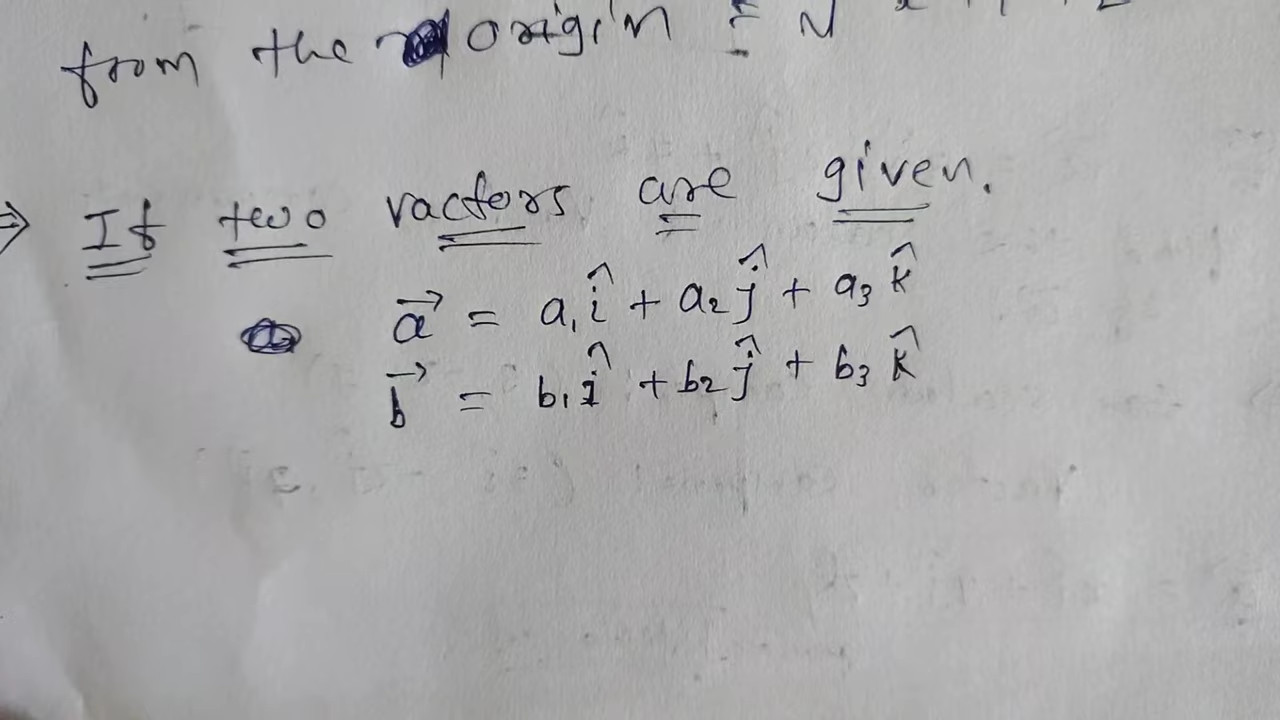 from the origin =
⇒ If two vactors are given.
a⃗ = a₁î + a₂ĵ + a₃k̂
b⃗ = b₁î + b₂ĵ + b₃k̂